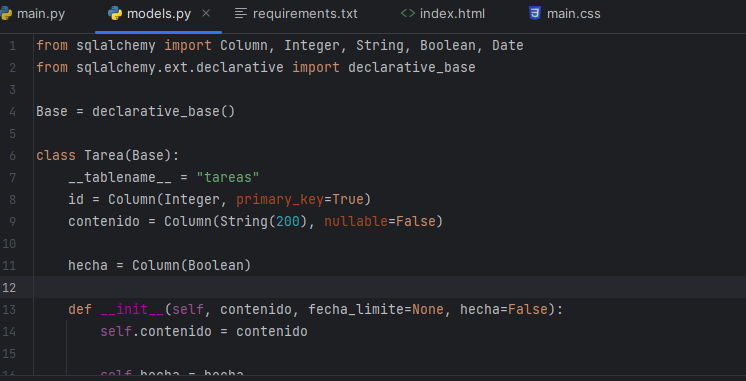 main.py models.py requirements.txt <> index.html main.css
1 from sqlalchemy import Column, Integer, String, Boolean, Date
2 from sqlalchemy.ext.declarative import declarative_base
3
4 Base = declarative_base()
5
6 class Tarea(Base):
7 __tablename__ = "tareas"
8 id = Column(Integer, primary_key=True)
9 contenido = Column(String(200), nullable=False)
10
11 hecha = Column(Boolean)
12
13 def __init__(self, contenido, fecha_limite=None, hecha=False):
14 self.contenido = contenido
15
16 self.hecha = hecha